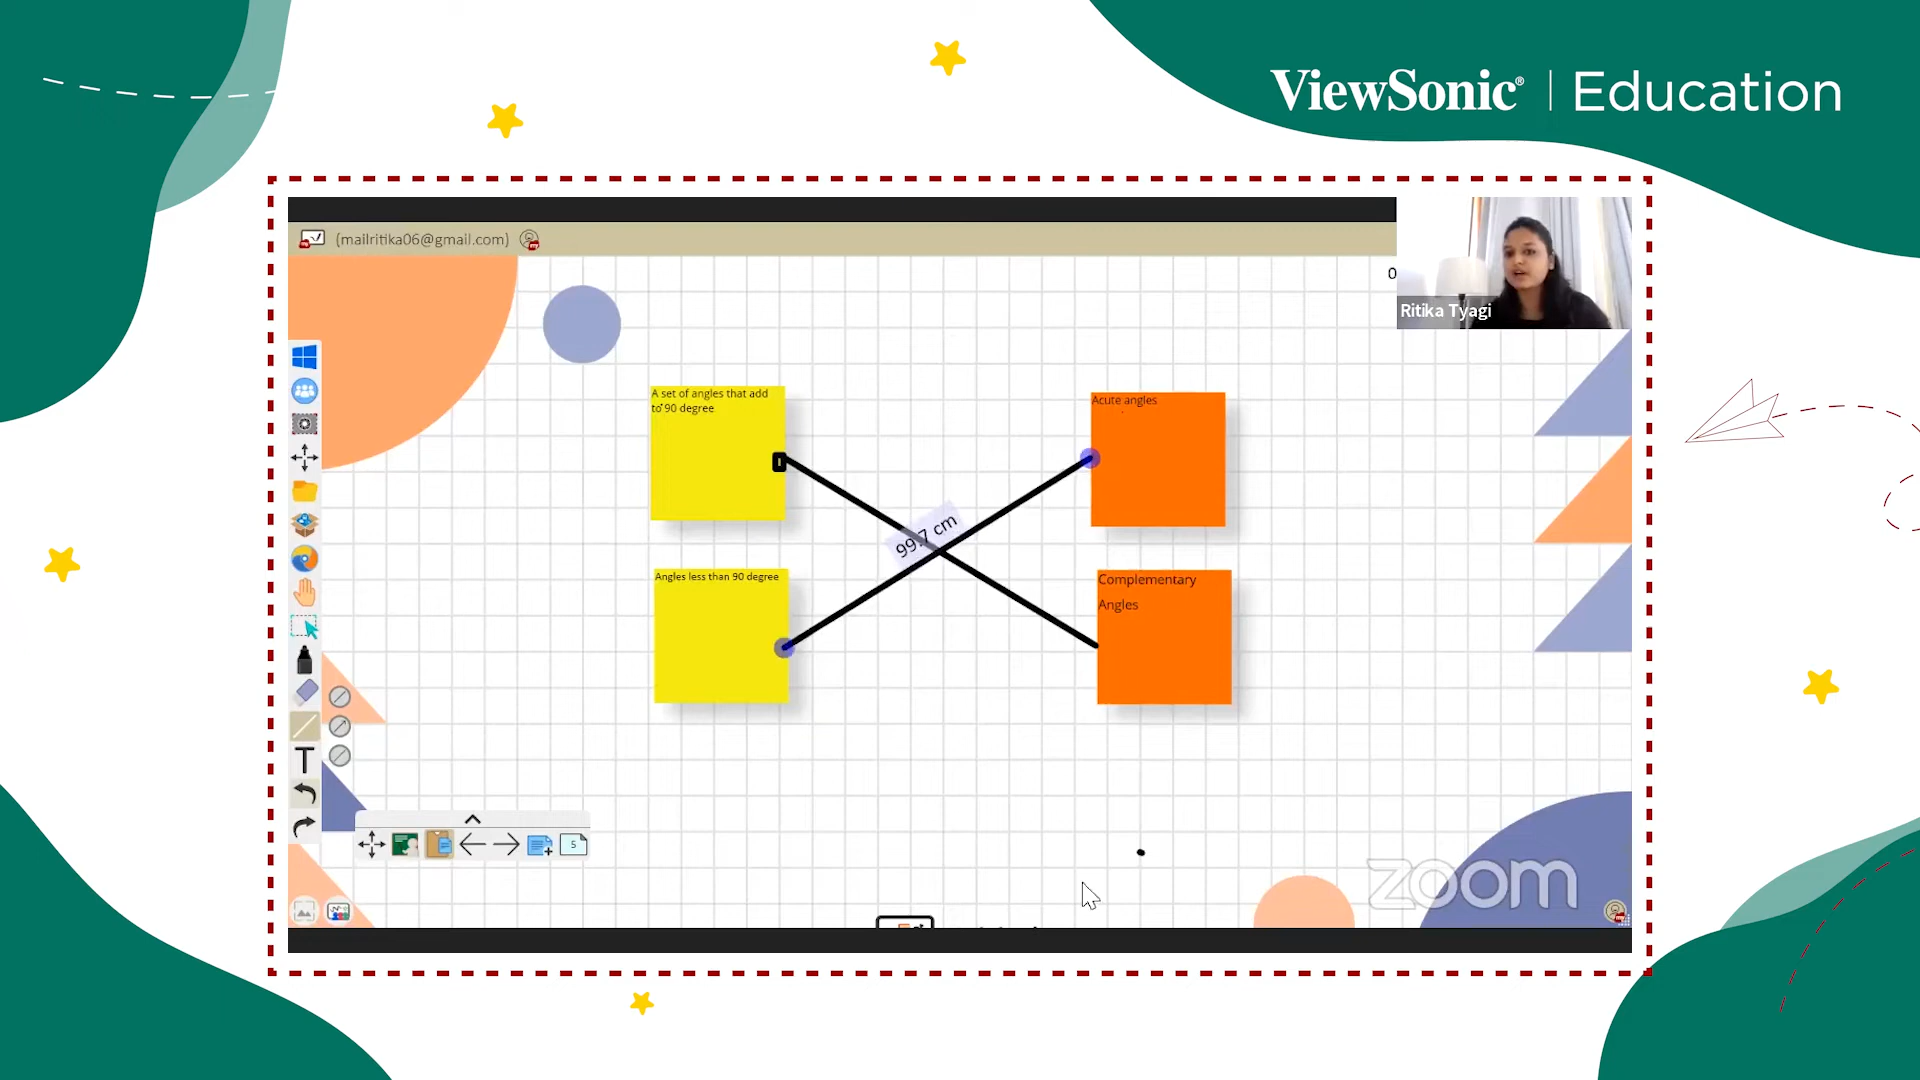 ViewSonic® | Education
(mailritika06@gmail.com)
0
Ritika Tyagi
A set of angles that add
to 90 degree
Acute angles
99.7 cm
Angles less than 90 degree
Complementary
Angles
T
5
zoom